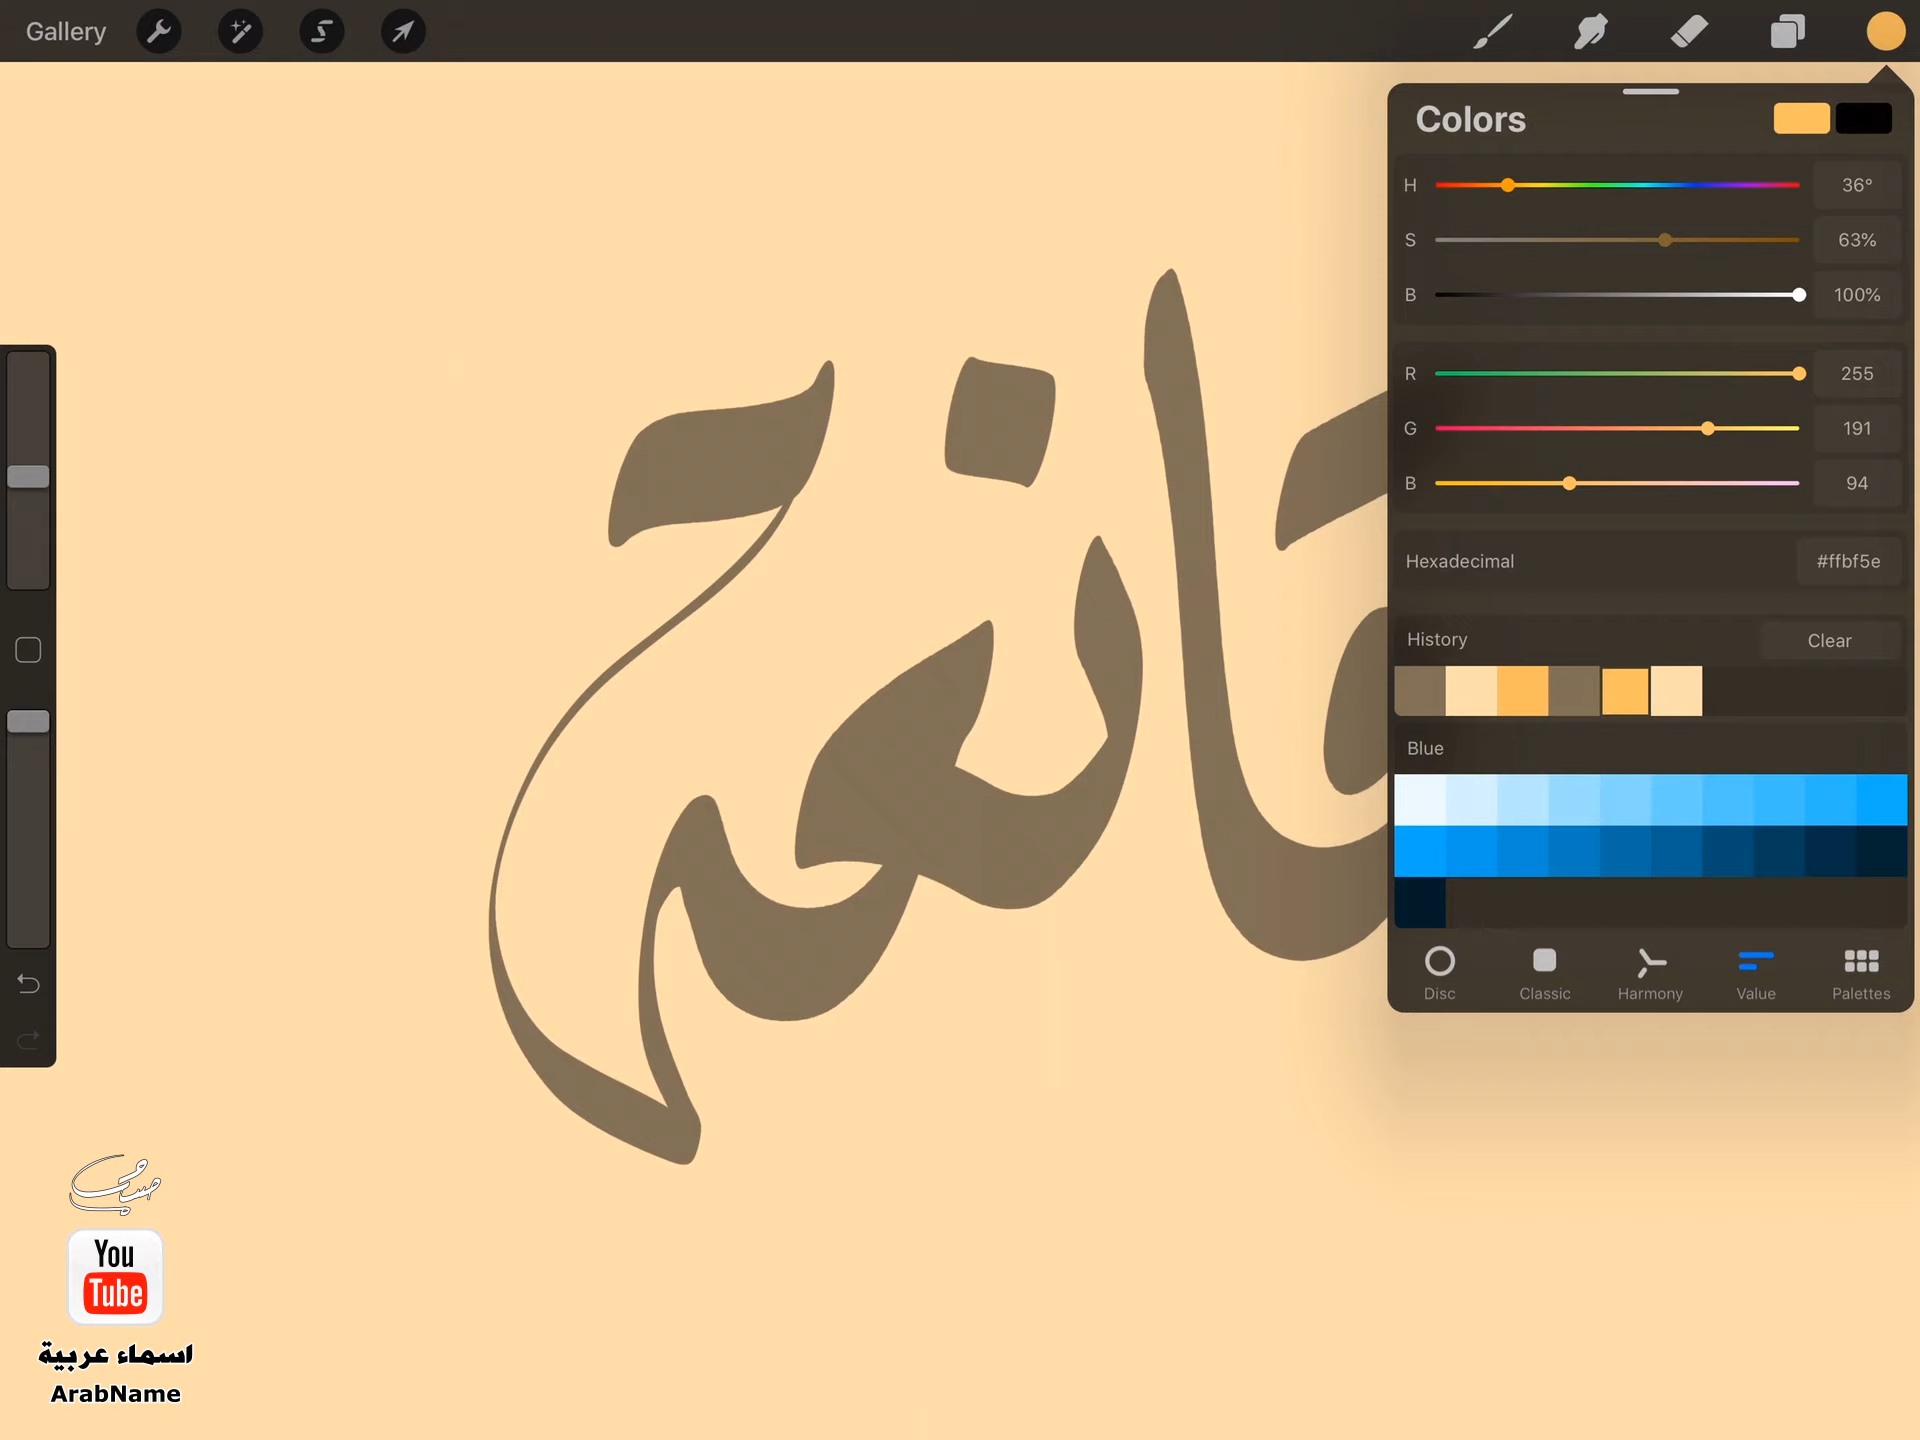 Gallery
Colors
H 36°
S 63%
B 100%
R 255
G 191
B 94
Hexadecimal #ffbf5e
History Clear
Blue
Disc Classic Harmony Value Palettes
قانعة
You
Tube
اسماء عربية
ArabName